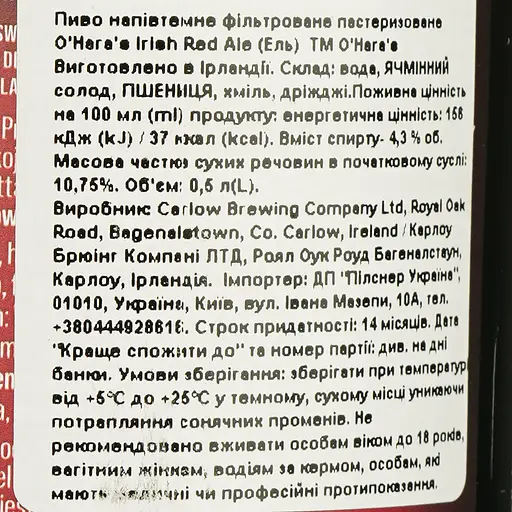 Пиво напівтемне фільтроване пастеризоване
O'Hara's Irish Red Ale (Ель) ТМ O'Hara's
Виготовлено в Ірландії. Склад: вода, ЯЧМІННИЙ
солод, ПШЕНИЦЯ, хміль, дріжджі.Поживна цінність
на 100 мл (ml) продукту: енергетична цінність: 156
кДж (kJ) / 37 ккал (kcal). Вміст спирту- 4,3 % об.
Масова частка сухих речовин в початковому суслі:
10,75%. Об'єм: 0,5 л(L).
Виробник: Carlow Brewing Company Ltd, Royal Oak
Road, Bagenalstown, Co. Carlow, Ireland / Карлоу
Брюінг Компані ЛТД, Роял Оук Роуд Багеналстаун,
Карлоу, Ірландія. Імпортер: ДП "Пілснер Україна",
01010, Україна, Київ, вул. Івана Мазепи, 10А, тел.
+380444928616. Строк придатності: 14 місяців. Дата
"Краще спожити до" та номер партії: див. на дні
банки. Умови зберігання: зберігати при температурі
від +5°С до +25°С у темному, сухому місці уникаючи
потрапляння сонячних променів. Не
рекомендовано вживати особам віком до 18 років,
вагітним жінкам, водіям за кермом, особам, які
мають медичні чи професійні протипоказання.